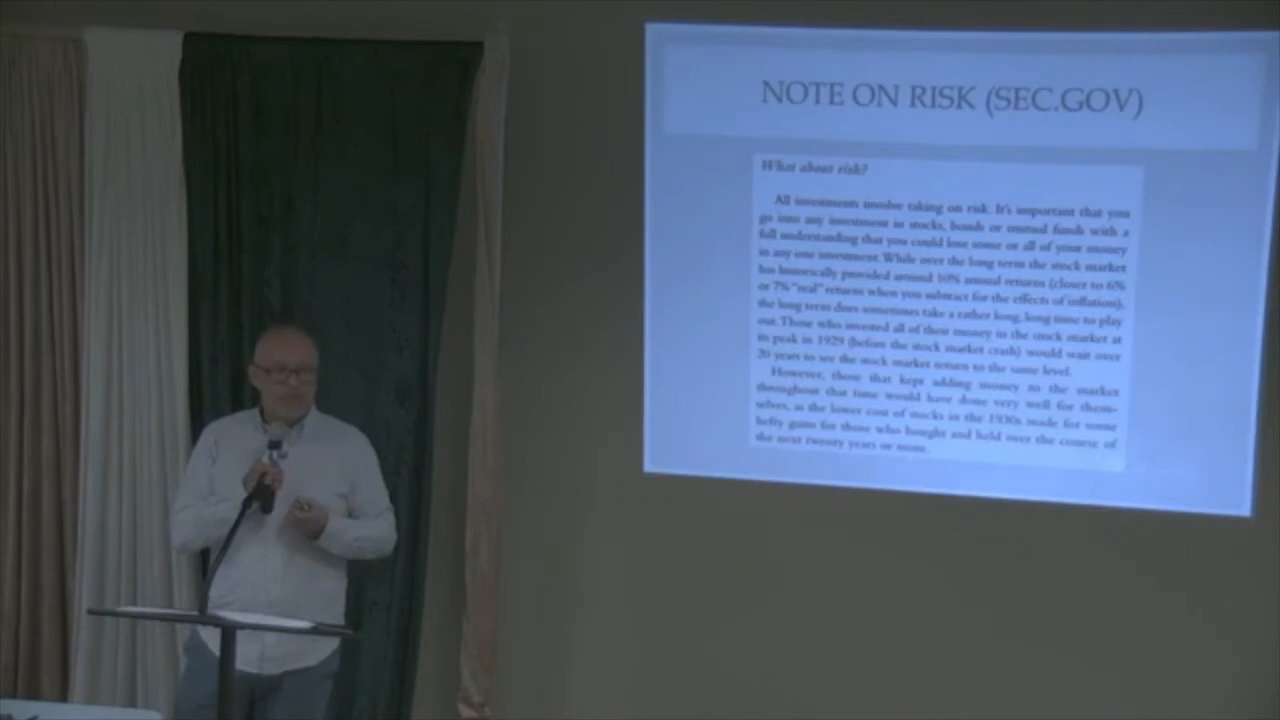 NOTE ON RISK (SEC.GOV)
What about risk?
All investments involve taking on risk. It's important that you
go into any investment in stocks, bonds or mutual funds with a
full understanding that you could lose some or all of your money
in any one investment. While over the long term the stock market
has historically provided around 10% annual returns (closer to 6%
or 7% "real" returns when you subtract for the effects of inflation),
the long term does sometimes take a rather long, long time to play
out. Those who invested all of their money in the stock market at
its peak in 1929 (before the stock market crash) would wait over
20 years to see the stock market return to the same level.
However, those that kept adding money to the market
throughout that time would have done very well for them-
selves, as the lower cost of stocks in the 1930s made for some
hefty gains for those who bought and held over the course of
the next twenty years or more.